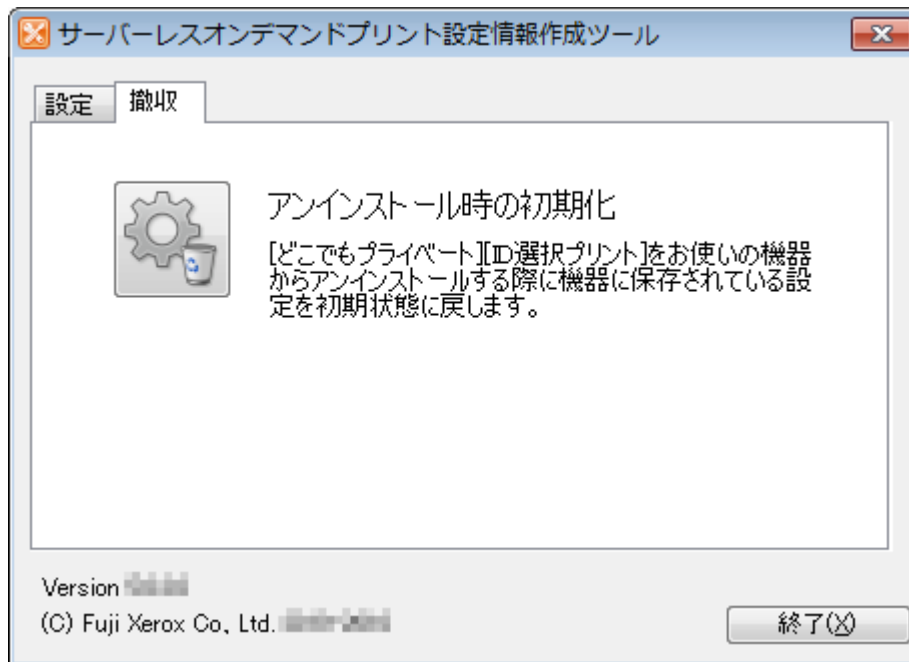 サーバーレスオンデマンドプリント設定情報作成ツール
設定 撤収
アンインストール時の初期化
[どこでもプライベート][ID選択プリント]をお使いの機器
からアンインストールする際に機器に保存されている設
定を初期状態に戻します。
Version
(C) Fuji Xerox Co., Ltd.
終了(X)